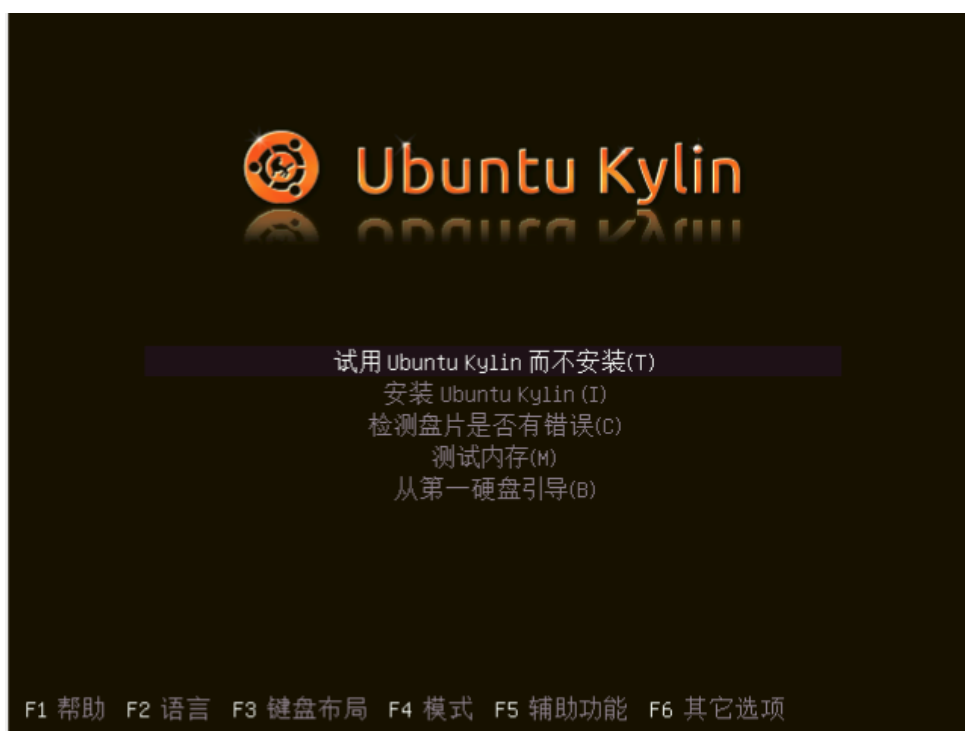 Ubuntu Kylin
试用 Ubuntu Kylin 而不安装(T)
安装 Ubuntu Kylin (I)
检测盘片是否有错误(C)
测试内存(M)
从第一硬盘引导(B)
F1 帮助 F2 语言 F3 键盘布局 F4 模式 F5 辅助功能 F6 其它选项